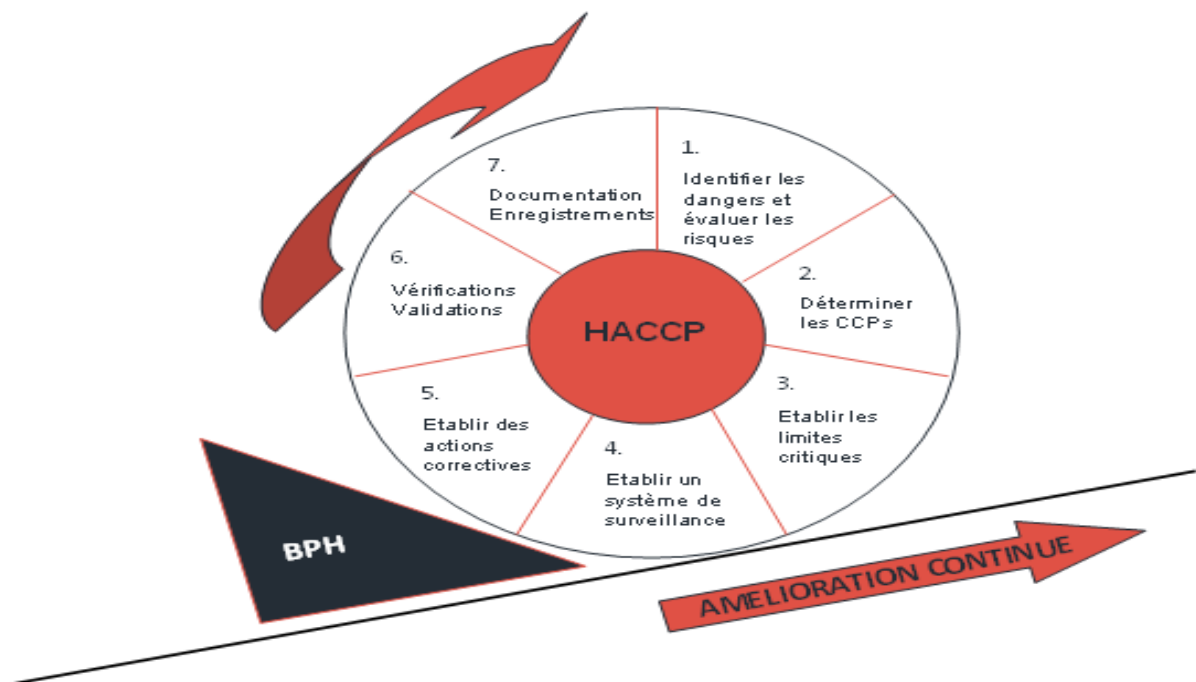 1.
Identifier les
dangers et
évaluer les
risques
2.
Déterminer
les CCPs
3.
Etablir les
limites
critiques
4.
Etablir un
système de
surveillance
5.
Etablir des
actions
correctives
6.
Vérifications
Validations
7.
Documentation
Enregistrements
HACCP
BPH
AMELIORATION CONTINUE